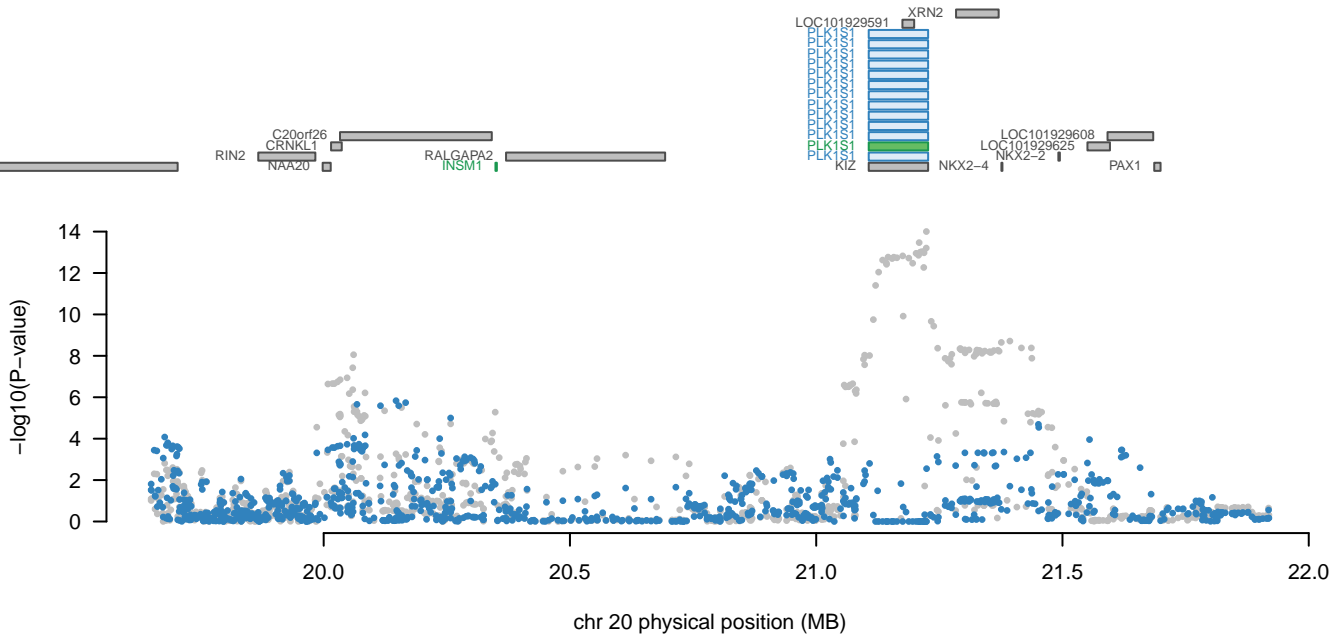 XRN2
LOC101929591
PLK1S1
PLK1S1
PLK1S1
PLK1S1
PLK1S1
PLK1S1
PLK1S1
PLK1S1
PLK1S1
PLK1S1
C20orf26 PLK1S1 LOC101929608
CRNKL1 PLK1S1 LOC101929625
RIN2 RALGAPA2 PLK1S1 NKX2−2
NAA20 INSM1 KIZ NKX2−4 PAX1
14
12
10
8
6
4
2
0
−log10(P−value)
20.0 20.5 21.0 21.5 22.0
chr 20 physical position (MB)